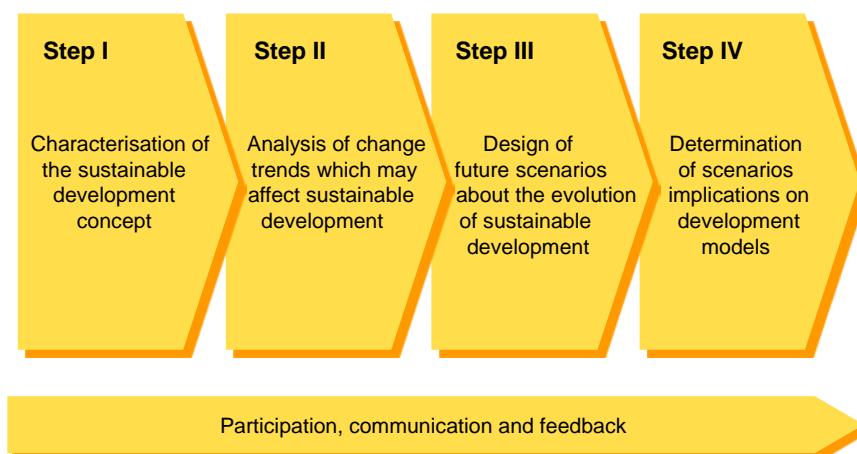 Step I
Characterisation of
the sustainable
development
concept
Step II
Analysis of change
trends which may
affect sustainable
development
Step III
Design of
future scenarios
about the evolution
of sustainable
development
Step IV
Determination
of scenarios
implications on
development
models
Participation, communication and feedback